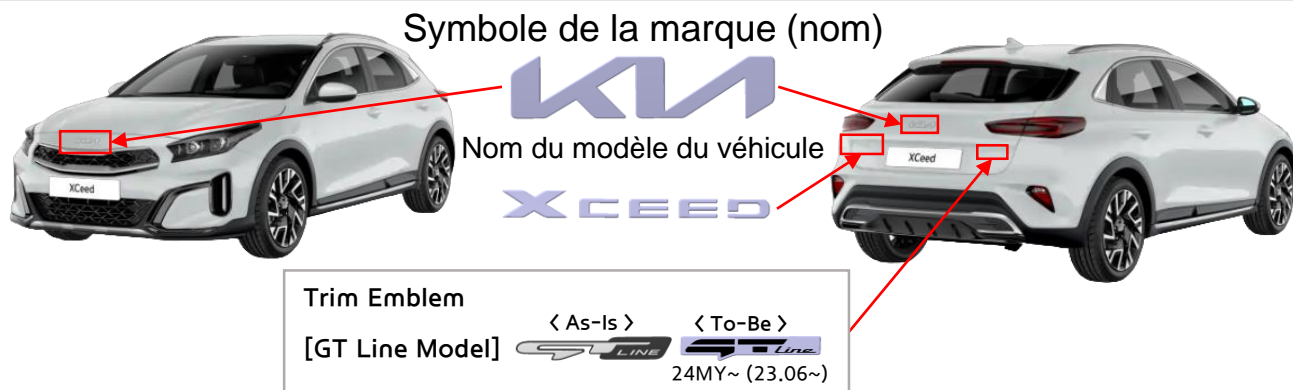 Symbole de la marque (nom)
KIA
Nom du modèle du véhicule
XCeed
XCeed
XCEED
Trim Emblem
< As-Is >
< To-Be >
[GT Line Model]
GT LINE
GT Line
24MY~ (23.06~)